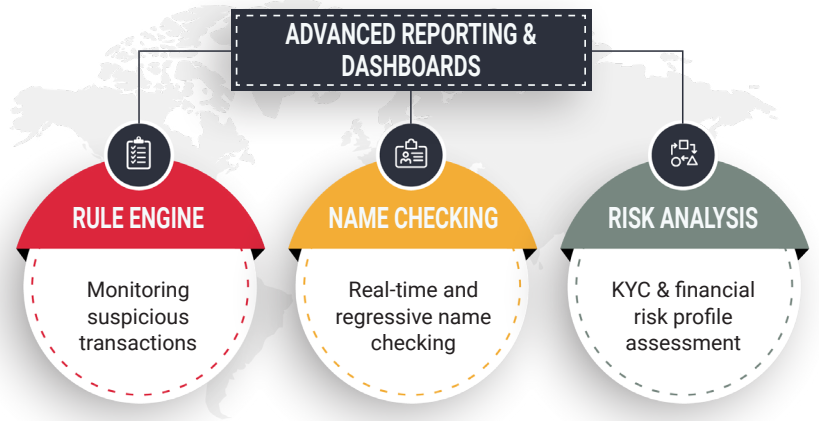 ADVANCED REPORTING &
DASHBOARDS
RULE ENGINE
Monitoring
suspicious
transactions
NAME CHECKING
Real-time and
regressive name
checking
RISK ANALYSIS
KYC & financial
risk profile
assessment